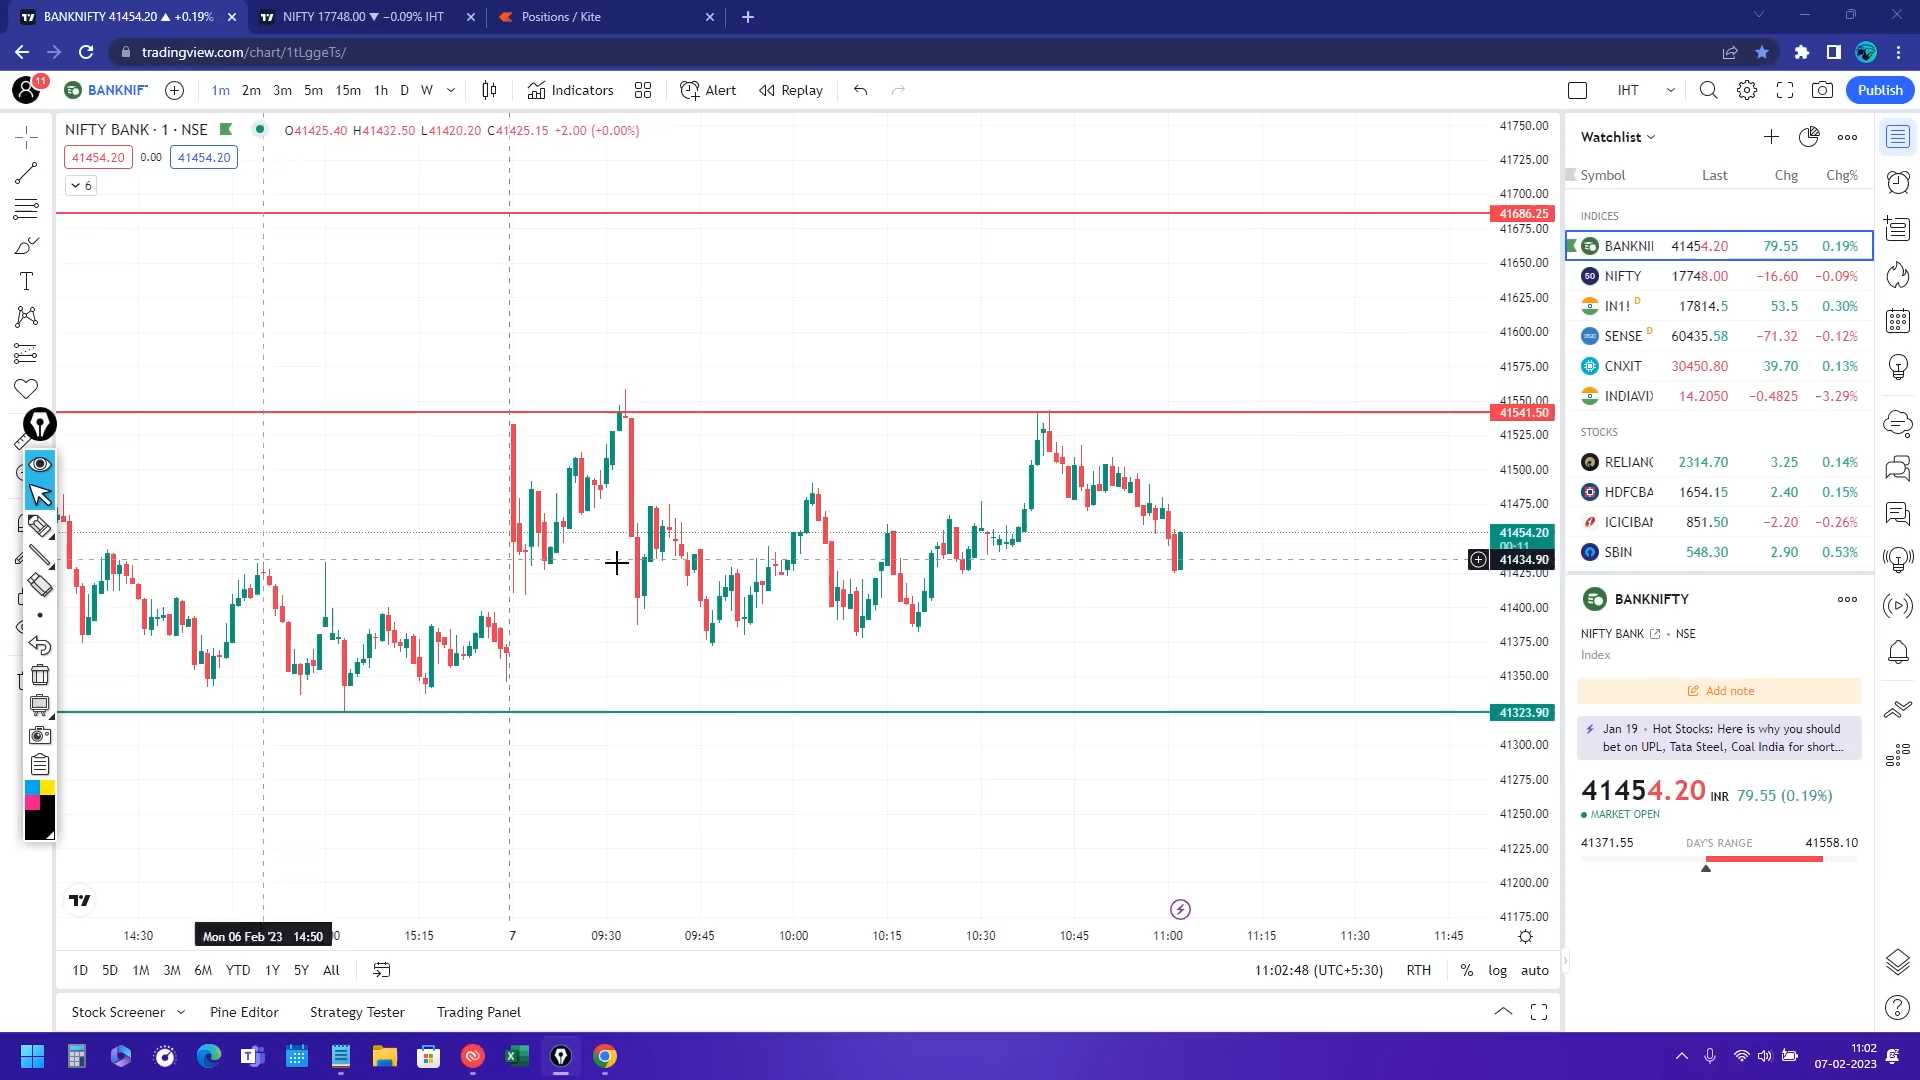 BANKNIFTY 41454.20 ▲ +0.19%
NIFTY 17748.00 ▼ −0.09% IHT
Positions / Kite
tradingview.com/chart/1tLggeTs/
11
BANKNIF
1m 2m 3m 5m 15m 1h D W
Indicators
Alert
Replay
IHT
Publish
NIFTY BANK · 1 · NSE
O41425.40 H41432.50 L41420.20 C41425.15 +2.00 (+0.00%)
41454.20 0.00 41454.20
6
41750.00
41725.00
41700.00
41686.25
41675.00
41650.00
41625.00
41600.00
41575.00
41550.00
41541.50
41525.00
41500.00
41475.00
41454.20
00:11
41434.90
41425.00
41400.00
41375.00
41350.00
41323.90
41300.00
41275.00
41250.00
41225.00
41200.00
41175.00
14:30
Mon 06 Feb '23 14:50
15:15 7 09:30 09:45 10:00 10:15 10:30 10:45 11:00 11:15 11:30 11:45
1D 5D 1M 3M 6M YTD 1Y 5Y All
11:02:48 (UTC+5:30) RTH % log auto
Stock Screener Pine Editor Strategy Tester Trading Panel
Watchlist
Symbol Last Chg Chg%
INDICES
BANKNII 41454.20 79.55 0.19%
50 NIFTY 17748.00 −16.60 −0.09%
IN1! D 17814.5 53.5 0.30%
SENSE D 60435.58 −71.32 −0.12%
CNXIT 30450.80 39.70 0.13%
INDIAVI 14.2050 −0.4825 −3.29%
STOCKS
RELIANC 2314.70 3.25 0.14%
HDFCBA 1654.15 2.40 0.15%
ICICIBAN 851.50 −2.20 −0.26%
SBIN 548.30 2.90 0.53%
BANKNIFTY
NIFTY BANK • NSE
Index
Add note
Jan 19 • Hot Stocks: Here is why you should
bet on UPL, Tata Steel, Coal India for short...
41454.20 INR 79.55 (0.19%)
MARKET OPEN
41371.55 DAY'S RANGE 41558.10
11:02
07-02-2023